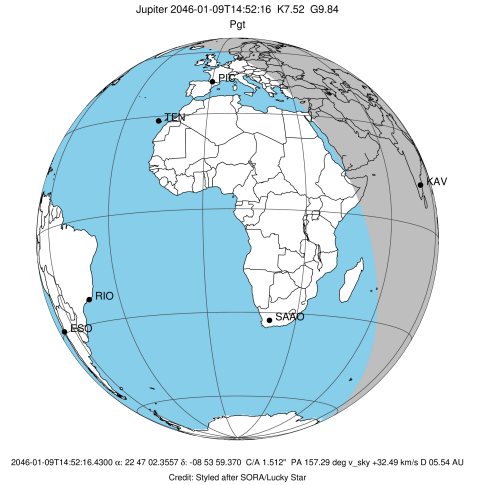 Jupiter 2046-01-09T14:52:16 K7.52 G9.84
Pgt
PIC
TEN
KAV
RIO
ESO
SAAO
2046-01-09T14:52:16.4300 α: 22 47 02.3557 δ: -08 53 59.370 C/A 1.512" PA 157.29 deg v_sky +32.49 km/s D 05.54 AU
Credit: Styled after SORA/Lucky Star